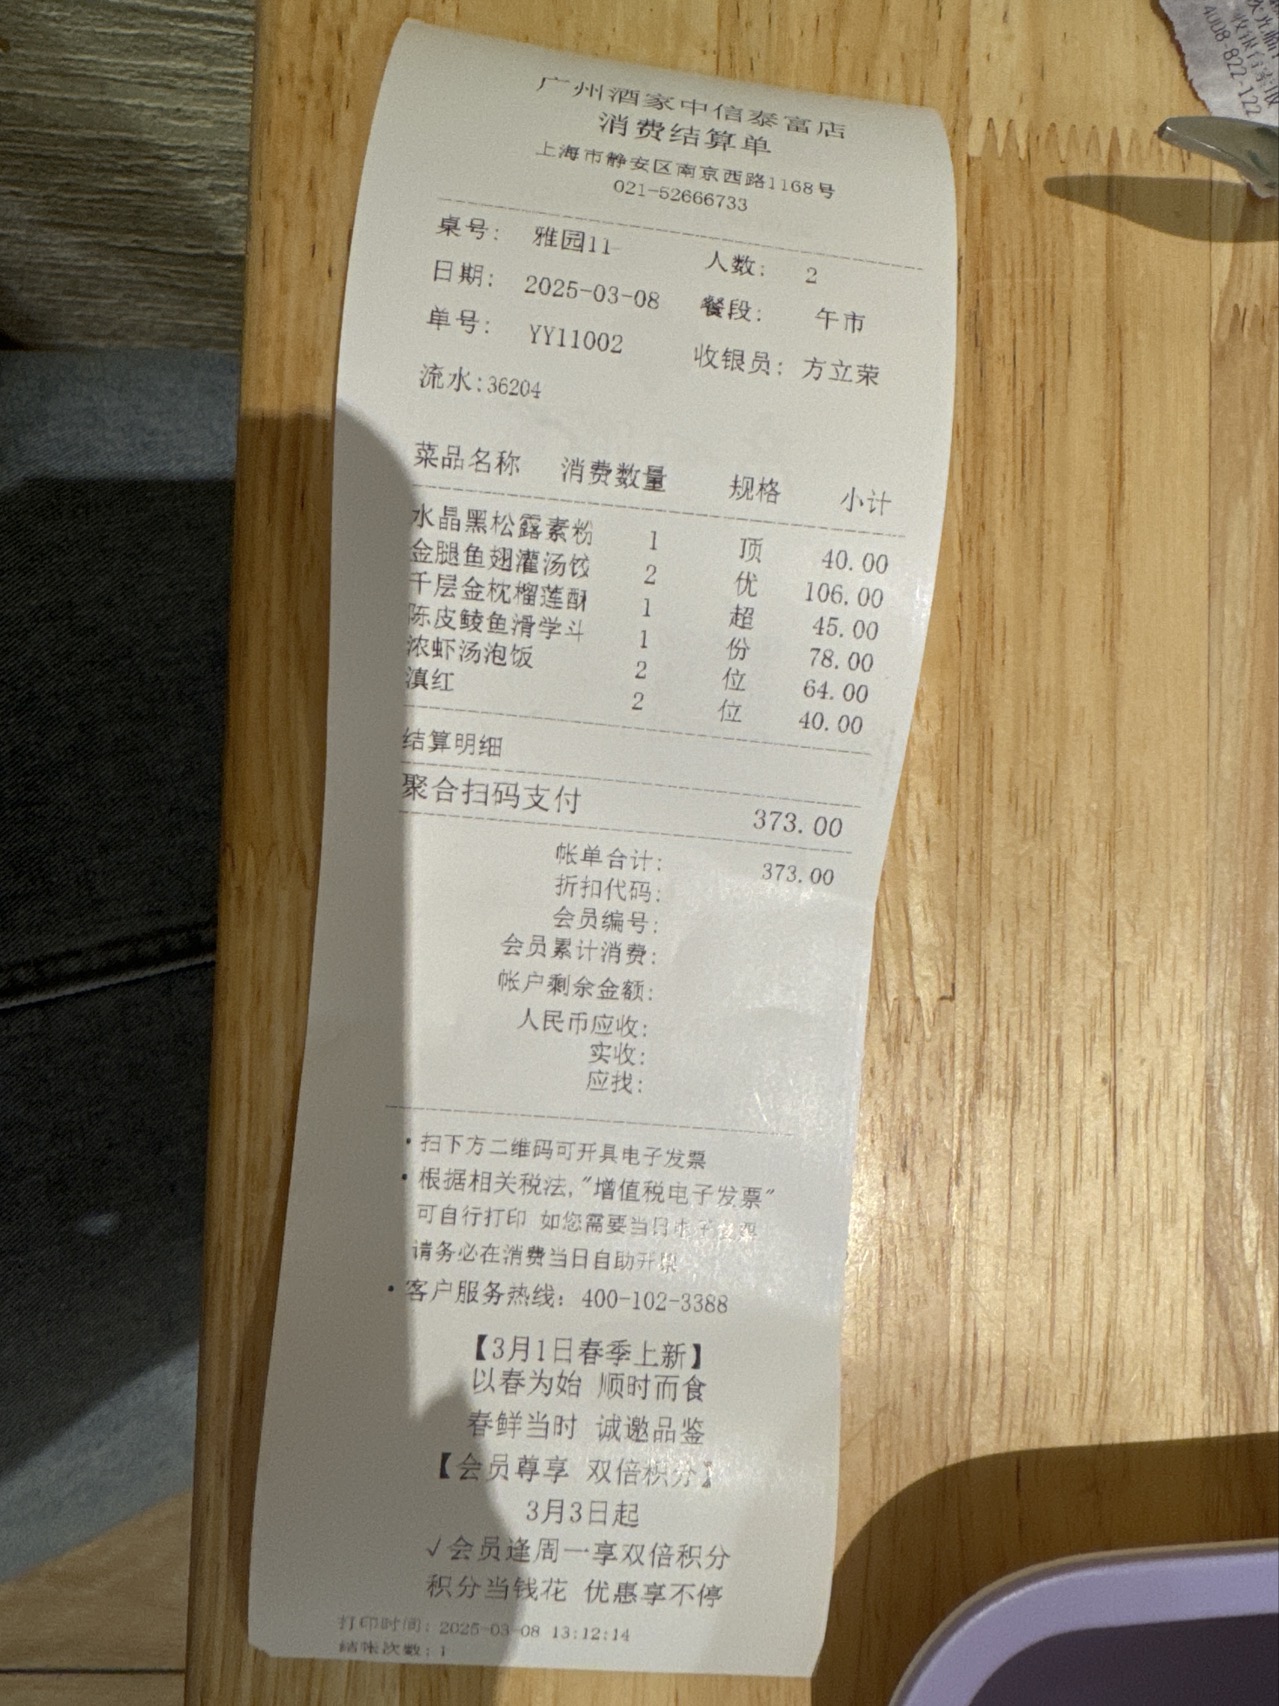 广州酒家中信泰富店
消费结算单
上海市静安区南京西路1168号
021-52666733
桌号: 雅园11 人数: 2
日期: 2025-03-08 餐段: 午市
单号: YY11002 收银员: 方立荣
流水:36204
菜品名称 消费数量 规格 小计
水晶黑松露素粉 1 顶 40.00
金腿鱼翅灌汤饺 2 优 106.00
千层金枕榴莲酥 1 超 45.00
陈皮鲮鱼滑学斗 1 份 78.00
浓虾汤泡饭 2 位 64.00
滇红 2 位 40.00
结算明细
聚合扫码支付 373.00
帐单合计: 373.00
折扣代码:
会员编号:
会员累计消费:
帐户剩余金额:
人民币应收:
实收:
应找:
·扫下方二维码可开具电子发票
·根据相关税法,"增值税电子发票"
可自行打印 如您需要当日电子发票
请务必在消费当日自助开票
·客户服务热线: 400-102-3388
【3月1日春季上新】
以春为始 顺时而食
春鲜当时 诚邀品鉴
【会员尊享 双倍积分】
3月3日起
√会员逢周一享双倍积分
积分当钱花 优惠享不停
打印时间: 2025-03-08 13:12:14
结帐次数: 1
4008-822-122